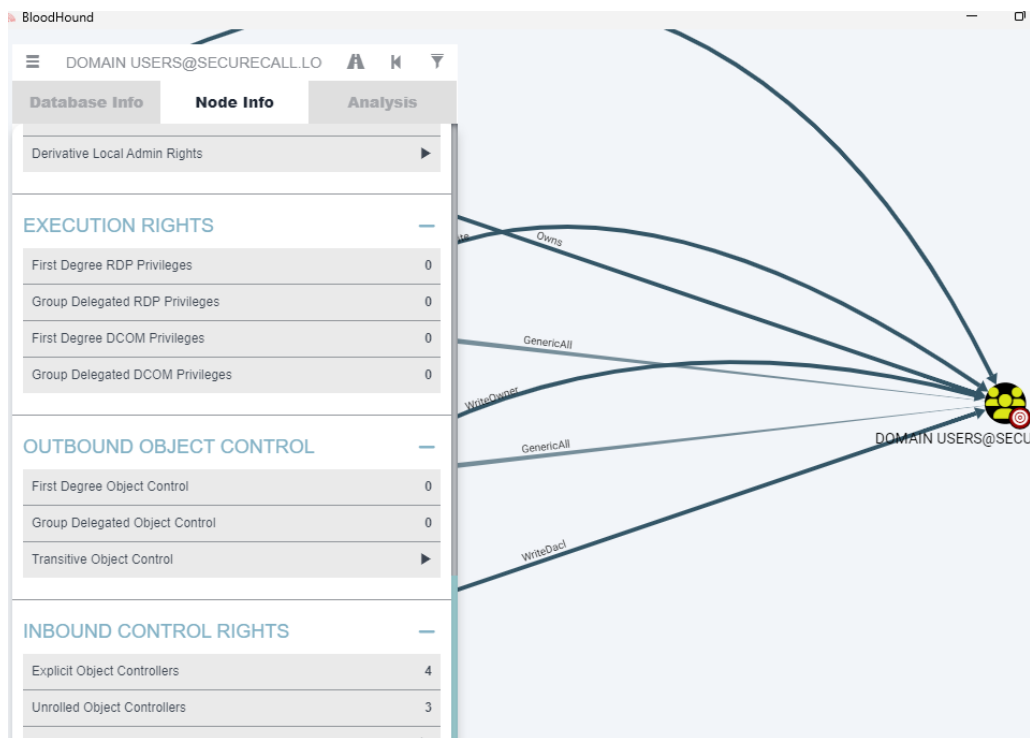 BloodHound
DOMAIN USERS@SECURECALL.LO
Database Info Node Info Analysis
Derivative Local Admin Rights
EXECUTION RIGHTS
First Degree RDP Privileges 0
Group Delegated RDP Privileges 0
First Degree DCOM Privileges 0
Group Delegated DCOM Privileges 0
OUTBOUND OBJECT CONTROL
First Degree Object Control 0
Group Delegated Object Control 0
Transitive Object Control
INBOUND CONTROL RIGHTS
Explicit Object Controllers 4
Unrolled Object Controllers 3
Owns
GenericAll
WriteOwner
GenericAll
WriteDacl
DOMAIN USERS@SECU